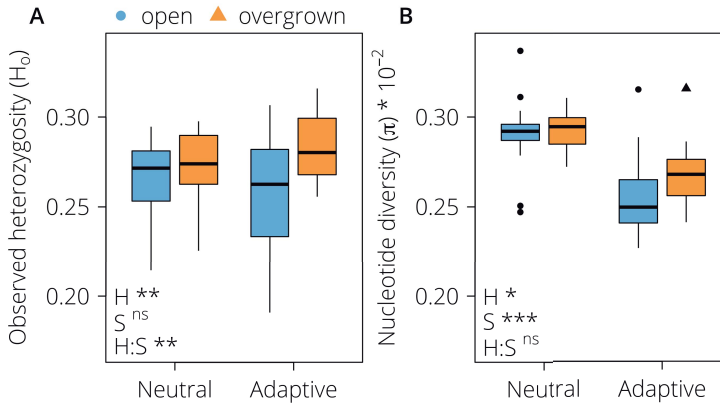 A
open overgrown
B
Observed heterozygosity (Ho)
0.30
0.25
0.20
H **
S ns
H:S **
Neutral Adaptive
Nucleotide diversity (π) * 10⁻²
0.30
0.25
0.20
H *
S ***
H:S ns
Neutral Adaptive